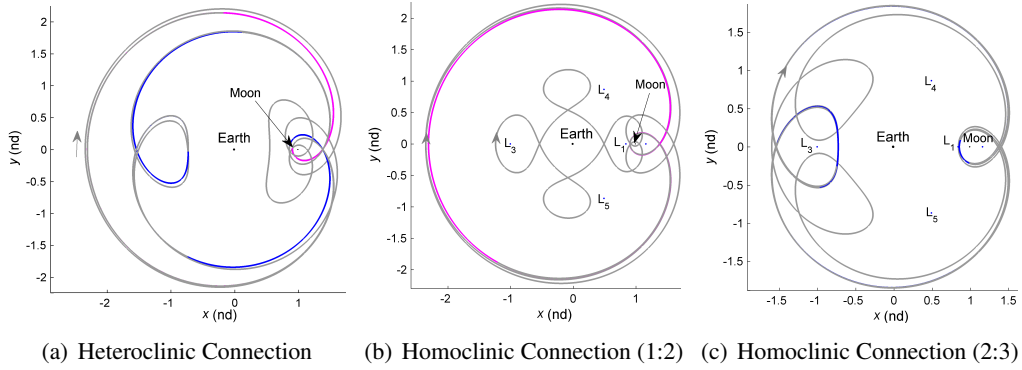 y (nd)
2
1.5
1
0.5
0
-0.5
-1
-1.5
-2
Moon
Earth
-2
-1
0
1
x (nd)
(a) Heteroclinic Connection
y (nd)
2
1.5
1
0.5
0
-0.5
-1
-1.5
-2
Moon
L4
Earth
L3
L1
L5
-2
-1
0
1
x (nd)
(b) Homoclinic Connection (1:2)
y (nd)
1.5
1
0.5
0
-0.5
-1
-1.5
L4
Earth
L3
L1
Moon
L5
-1.5
-1
-0.5
0
0.5
1
1.5
x (nd)
(c) Homoclinic Connection (2:3)